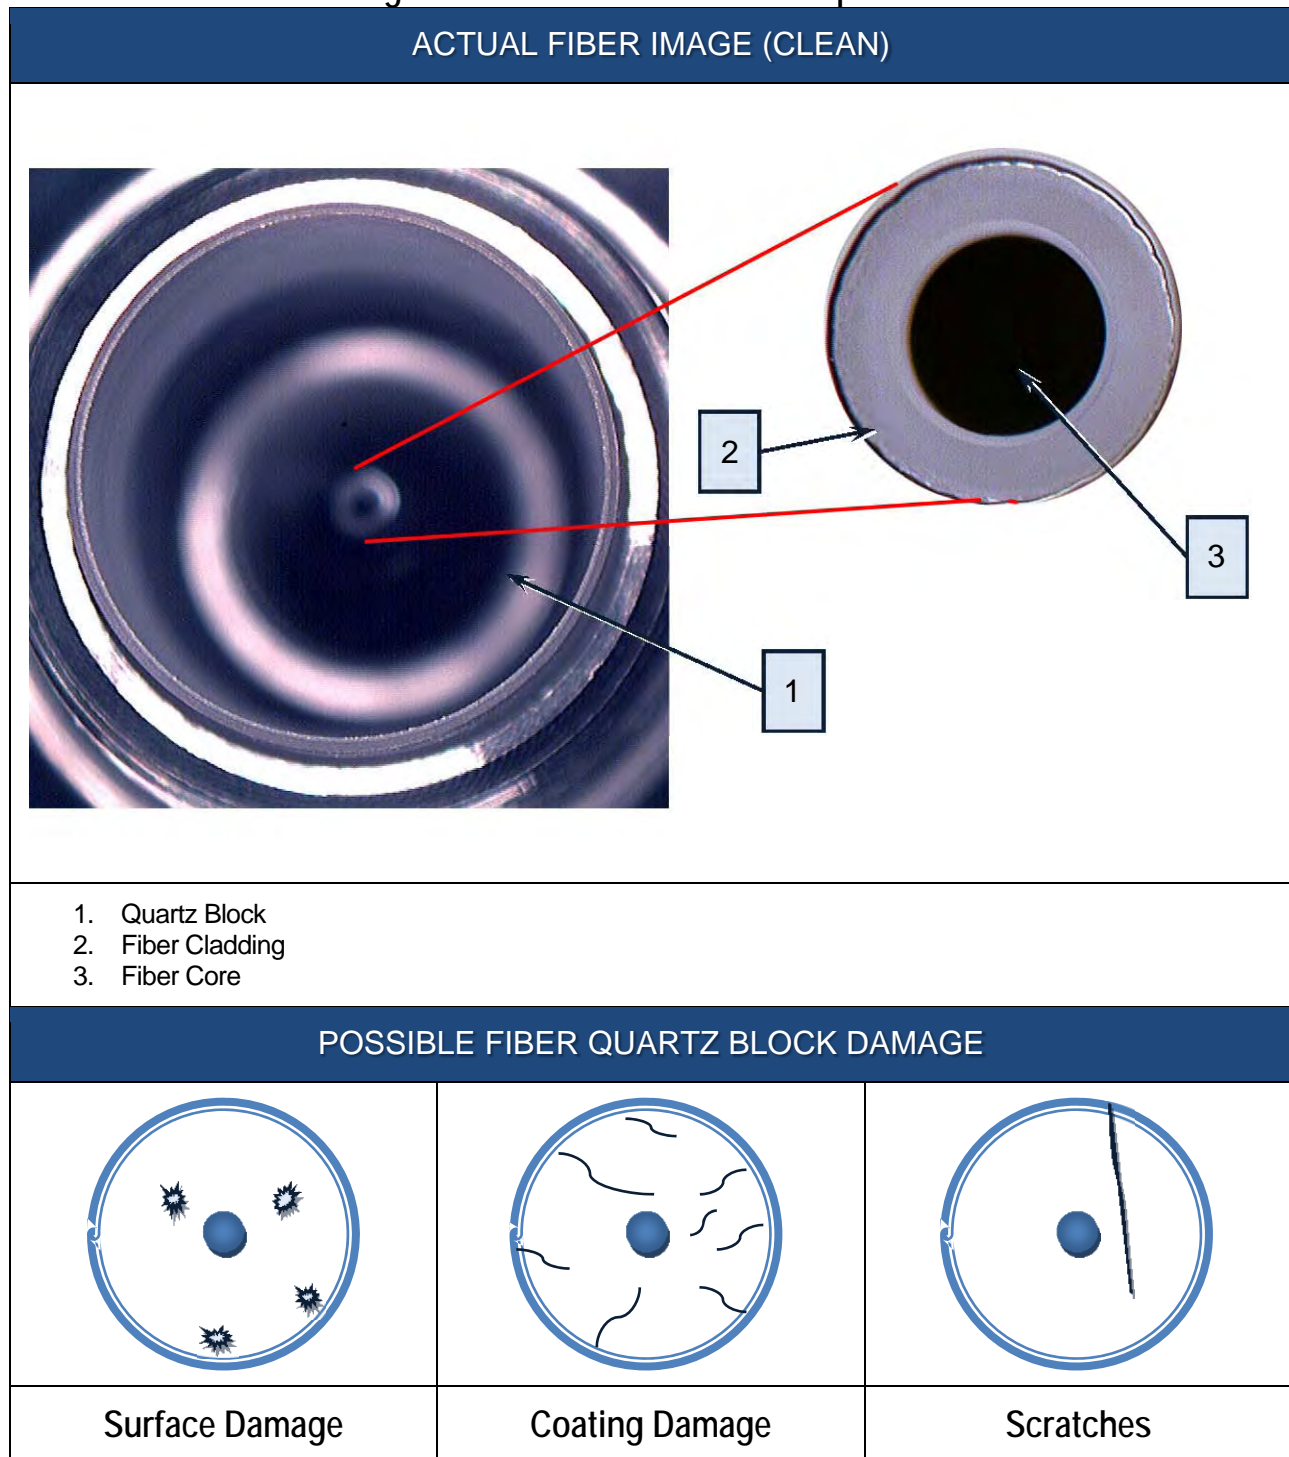 ACTUAL FIBER IMAGE (CLEAN)
2
3
1
1. Quartz Block
2. Fiber Cladding
3. Fiber Core
POSSIBLE FIBER QUARTZ BLOCK DAMAGE
Surface Damage
Coating Damage
Scratches